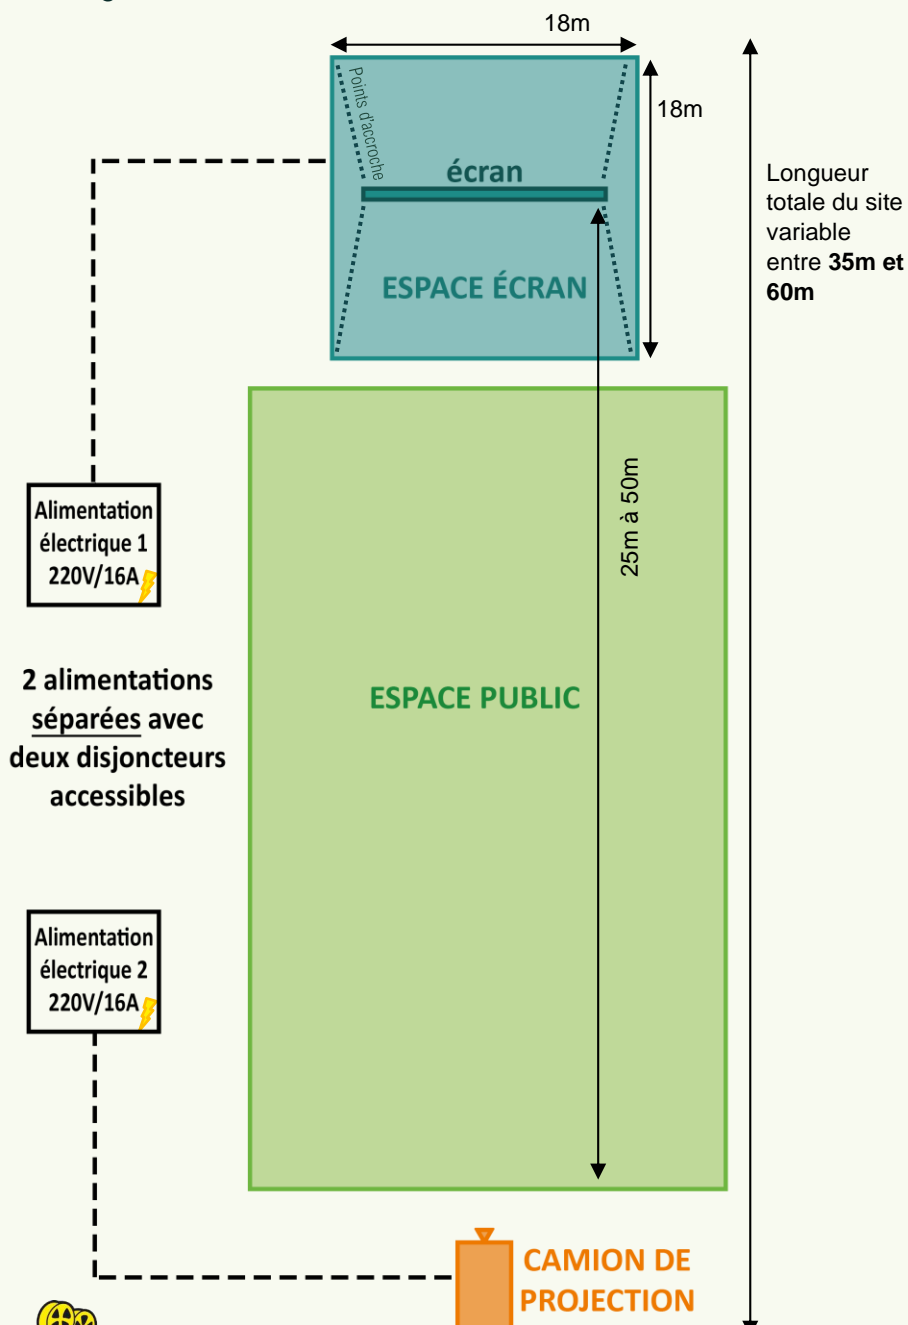 18m
Points d'accroche
18m
écran
Longueur
totale du site
variable
entre 35m et
60m
ESPACE ÉCRAN
25m à 50m
Alimentation
électrique 1
220V/16A
2 alimentations
séparées avec
deux disjoncteurs
accessibles
ESPACE PUBLIC
Alimentation
électrique 2
220V/16A
CAMION DE
PROJECTION